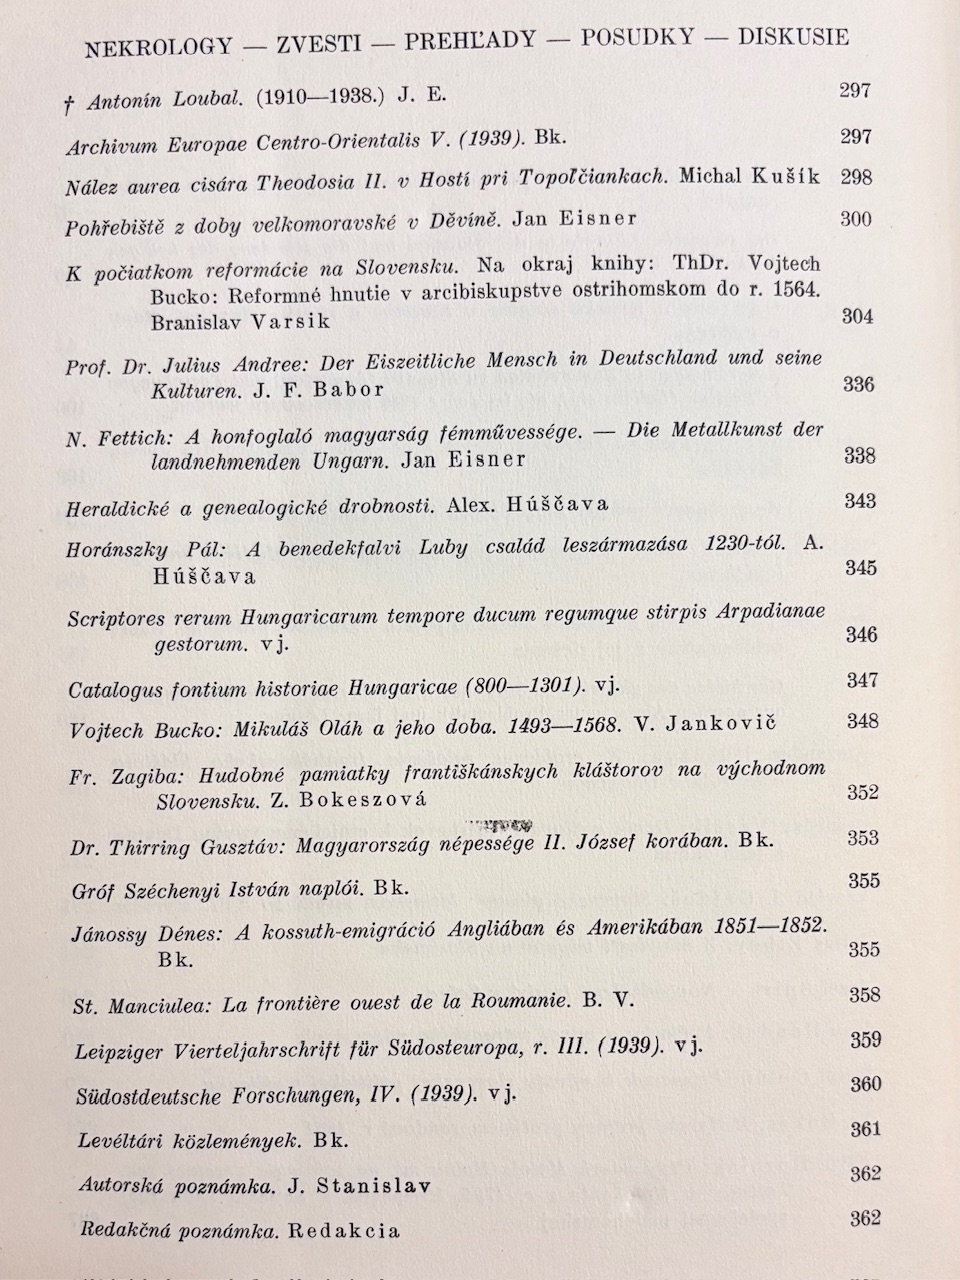 NEKROLOGY — ZVESTI — PREHĽADY — POSUDKY — DISKUSIE
† Antonín Loubal. (1910—1938.) J. E. 297
Archivum Europae Centro-Orientalis V. (1939). Bk. 297
Nález aurea cisára Theodosia II. v Hostí pri Topoľčiankach. Michal Kušík 298
Pohřebiště z doby velkomoravské v Děvíně. Jan Eisner 300
K počiatkom reformácie na Slovensku. Na okraj knihy: ThDr. Vojtech
Bucko: Reformné hnutie v arcibiskupstve ostrihomskom do r. 1564.
Branislav Varsik 304
Prof. Dr. Julius Andree: Der Eiszeitliche Mensch in Deutschland und seine
Kulturen. J. F. Babor 336
N. Fettich: A honfoglaló magyarság fémművessége. — Die Metallkunst der
landnehmenden Ungarn. Jan Eisner 338
Heraldické a genealogické drobnosti. Alex. Húščava 343
Horánszky Pál: A benedekfalvi Luby család leszármazása 1230-tól. A.
Húščava 345
Scriptores rerum Hungaricarum tempore ducum regumque stirpis Arpadianae
gestorum. vj. 346
Catalogus fontium historiae Hungaricae (800—1301). vj. 347
Vojtech Bucko: Mikuláš Oláh a jeho doba. 1493—1568. V. Jankovič 348
Fr. Zagiba: Hudobné pamiatky františkánskych kláštorov na východnom
Slovensku. Z. Bokeszová 352
Dr. Thirring Gusztáv: Magyarország népessége II. József korában. Bk. 353
Gróf Széchenyi István naplói. Bk. 355
Jánossy Dénes: A kossuth-emigráció Angliában és Amerikában 1851—1852.
Bk. 355
St. Manciulea: La frontière ouest de la Roumanie. B. V. 358
Leipziger Vierteljahrschrift für Südosteuropa, r. III. (1939). vj. 359
Südostdeutsche Forschungen, IV. (1939). vj. 360
Levéltári közlemények. Bk. 361
Autorská poznámka. J. Stanislav 362
Redakčná poznámka. Redakcia 362